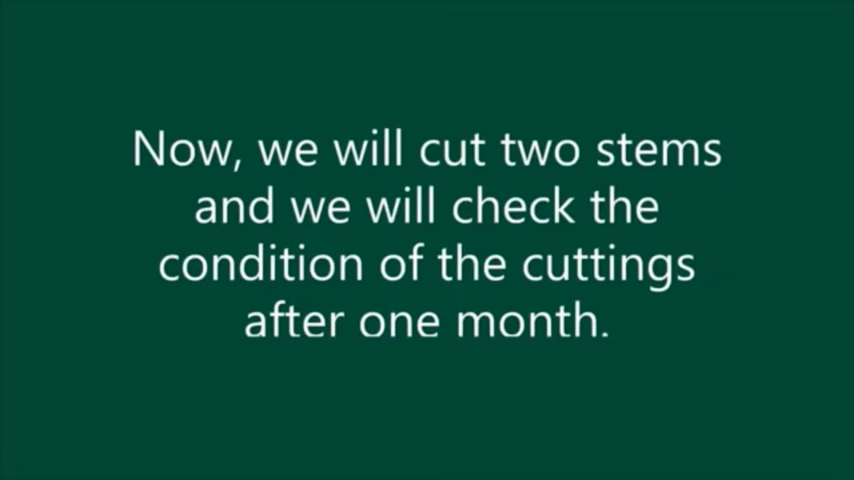 Now, we will cut two stems
and we will check the
condition of the cuttings
after one month.